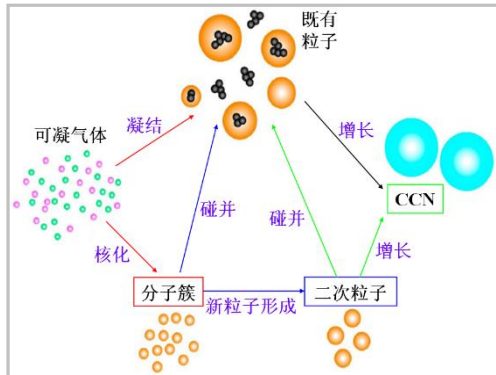 既有
粒子
可凝气体
凝结
增长
碰并
碰并
CCN
核化
增长
分子簇
新粒子形成
二次粒子